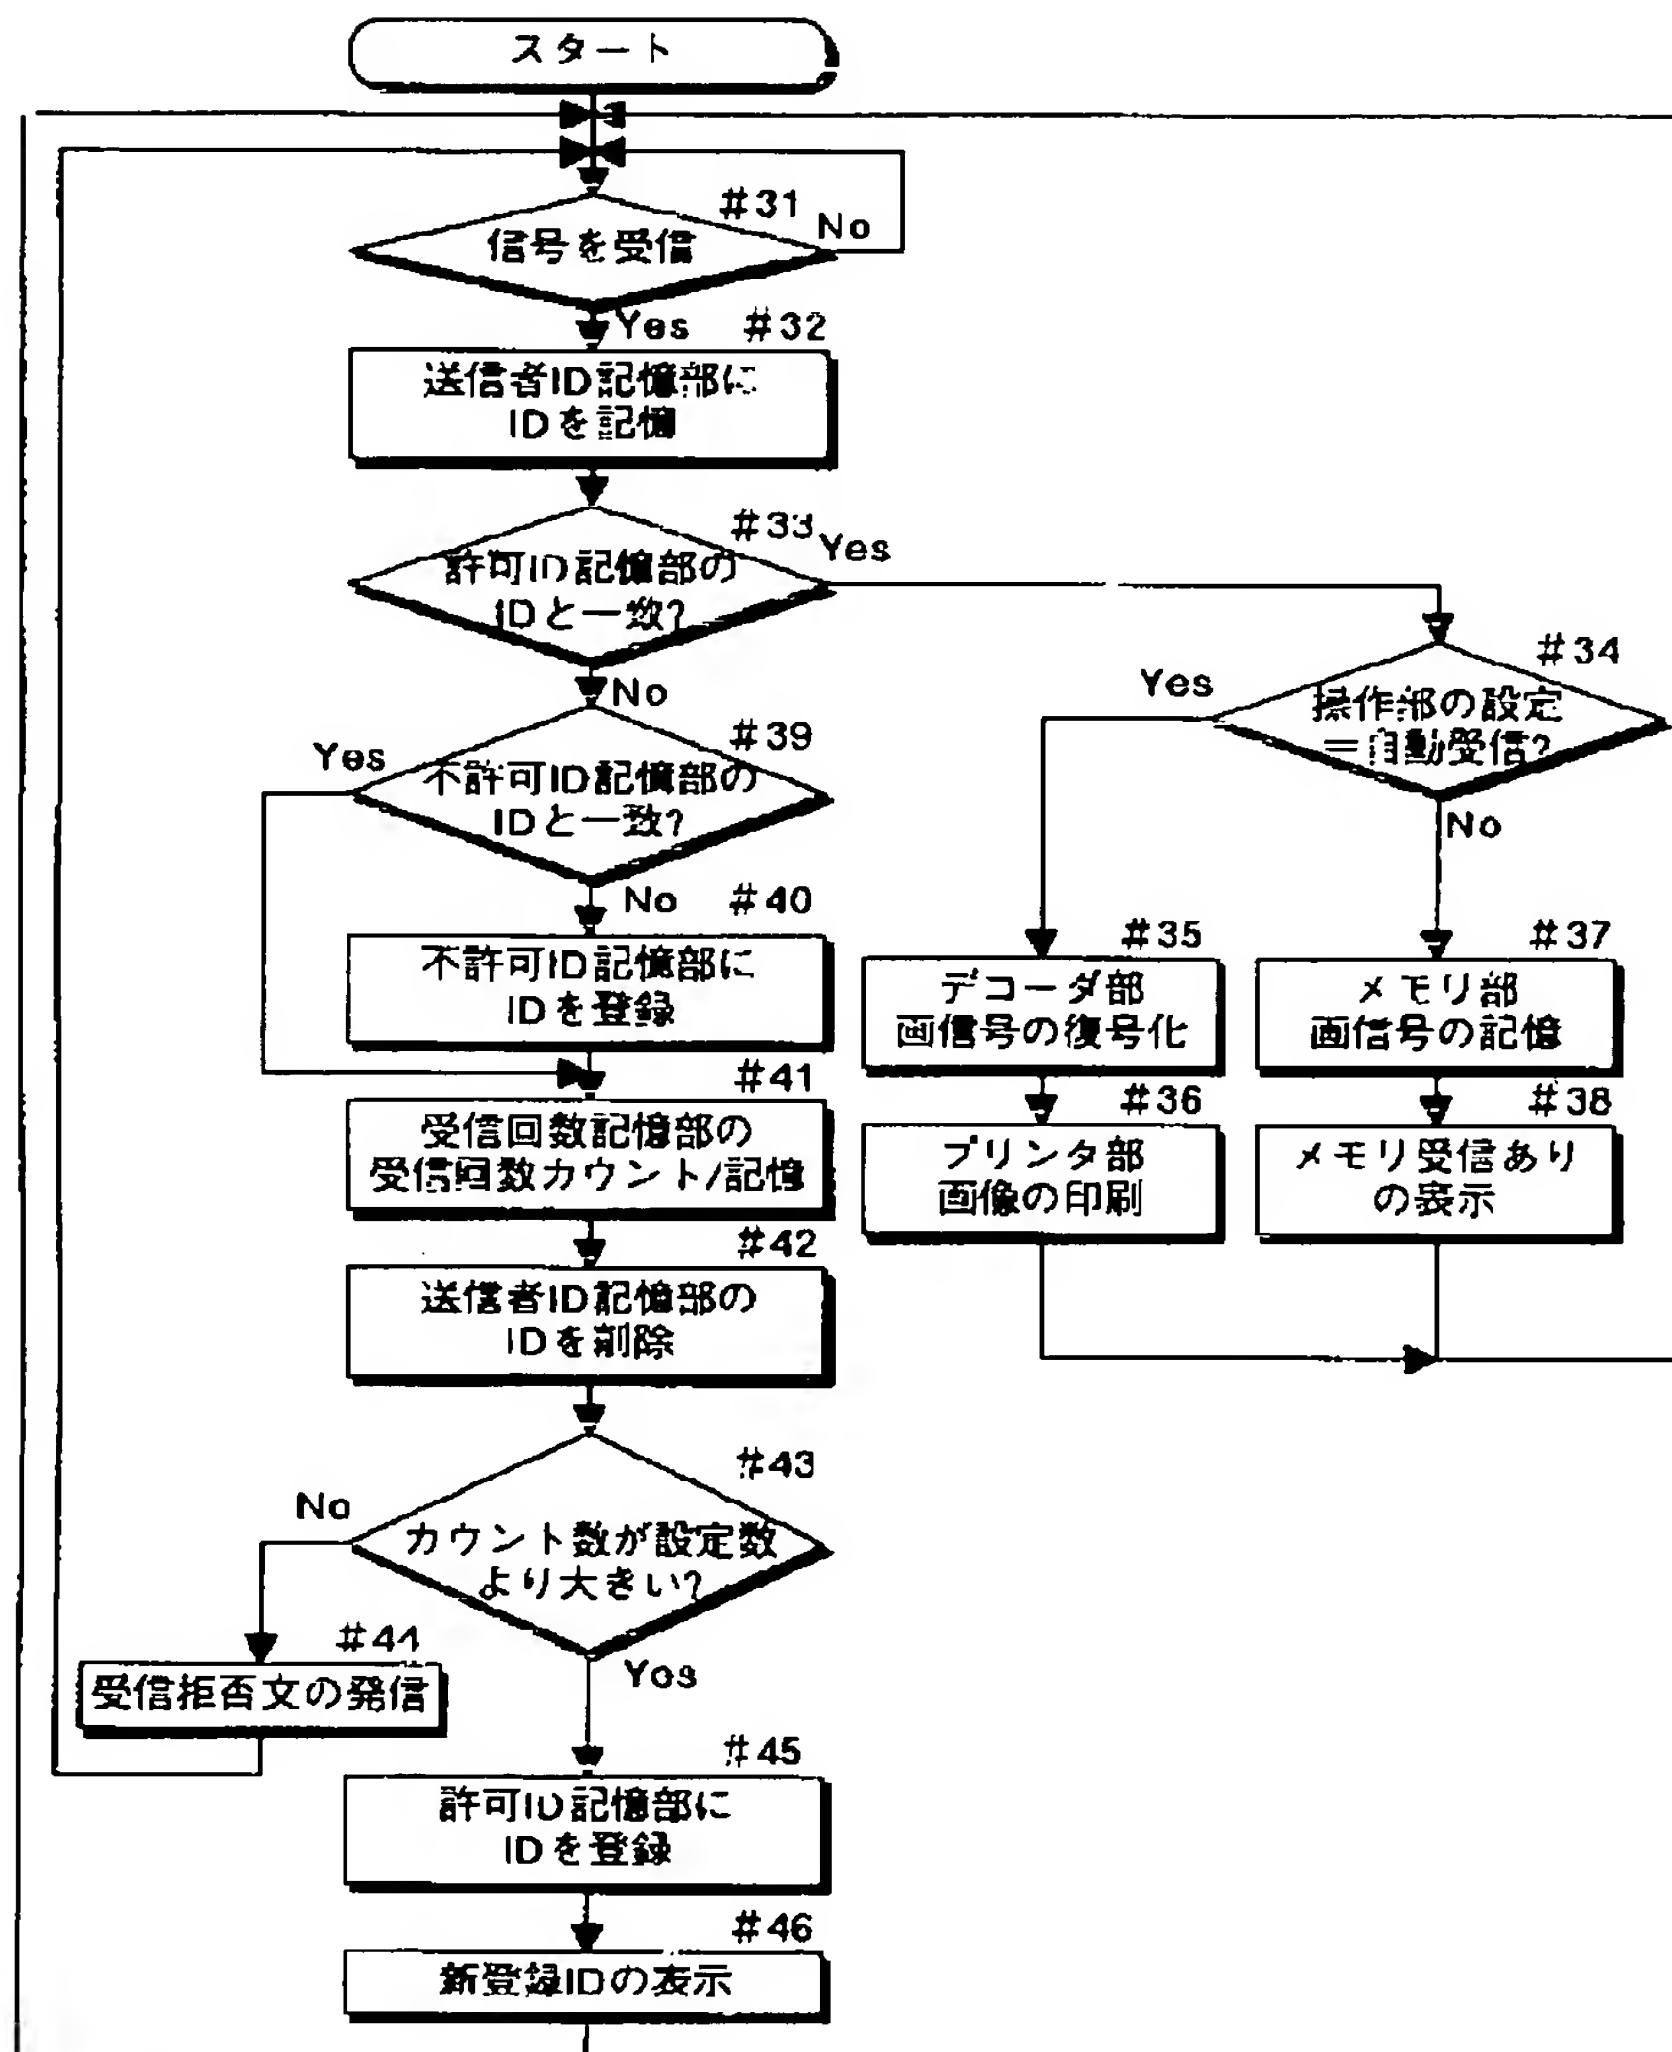 スタート
#31
信号を受信
No
Yes
#32
送信者ID記憶部に
IDを記憶
#33
許可ID記憶部の
IDと一致?
Yes
No
#34
操作部の設定
=自動受信?
Yes
No
#39
不許可ID記憶部の
IDと一致?
Yes
No
#40
不許可ID記憶部に
IDを登録
#35
デコーダ部
画信号の復号化
#37
メモリ部
画信号の記憶
#41
受信回数記憶部の
受信回数カウント/記憶
#36
プリンタ部
画像の印刷
#38
メモリ受信あり
の表示
#42
送信者ID記憶部の
IDを削除
#43
カウント数が設定数
より大きい?
No
Yes
#44
受信拒否文の発信
#45
許可ID記憶部に
IDを登録
#46
新登録IDの表示